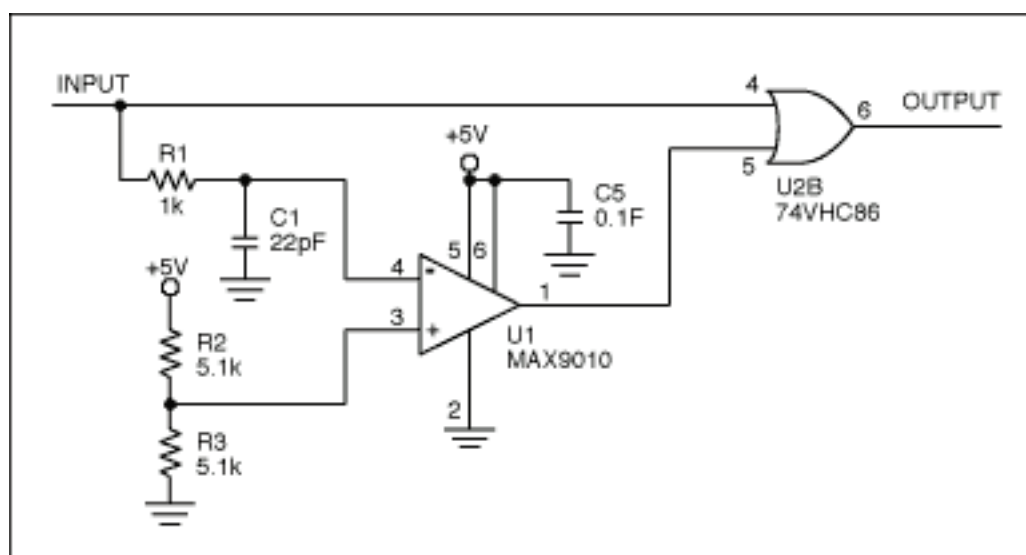 INPUT
4
6
OUTPUT
5
U2B
74VHC86
+5V
R1
1k
C1
22pF
C5
0.1F
5 6
+5V
4
-
3
+
1
U1
MAX9010
R2
5.1k
2
R3
5.1k